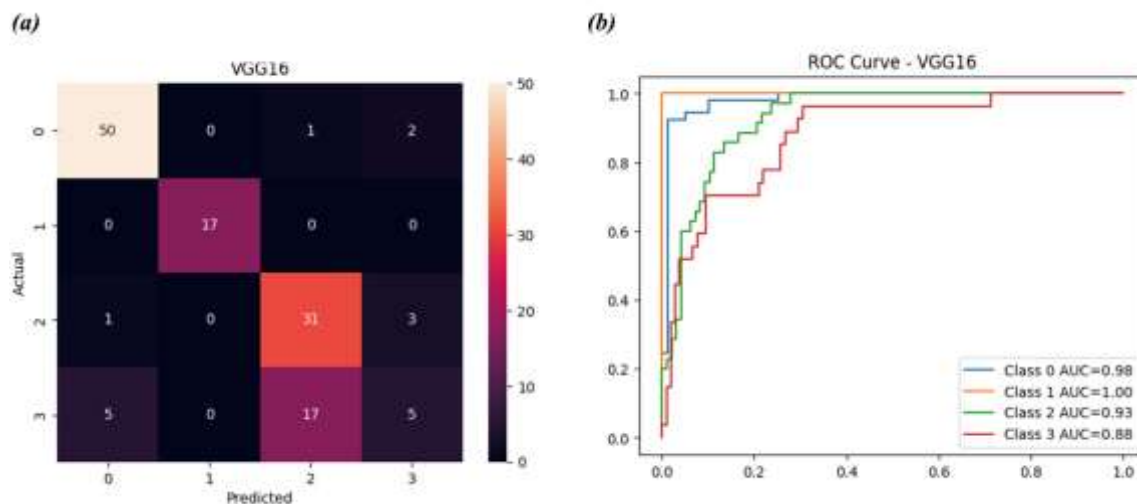 (a)
VGG16
50 0 1 2
0 17 0 0
1 0 31 3
5 0 17 5
0
1
2
3
Actual
0 1 2 3
Predicted
50
40
30
20
10
0
(b)
ROC Curve - VGG16
1.0
0.8
0.6
0.4
0.2
0.0
0.0 0.2 0.4 0.6 0.8 1.0
Class 0 AUC=0.98
Class 1 AUC=1.00
Class 2 AUC=0.93
Class 3 AUC=0.88